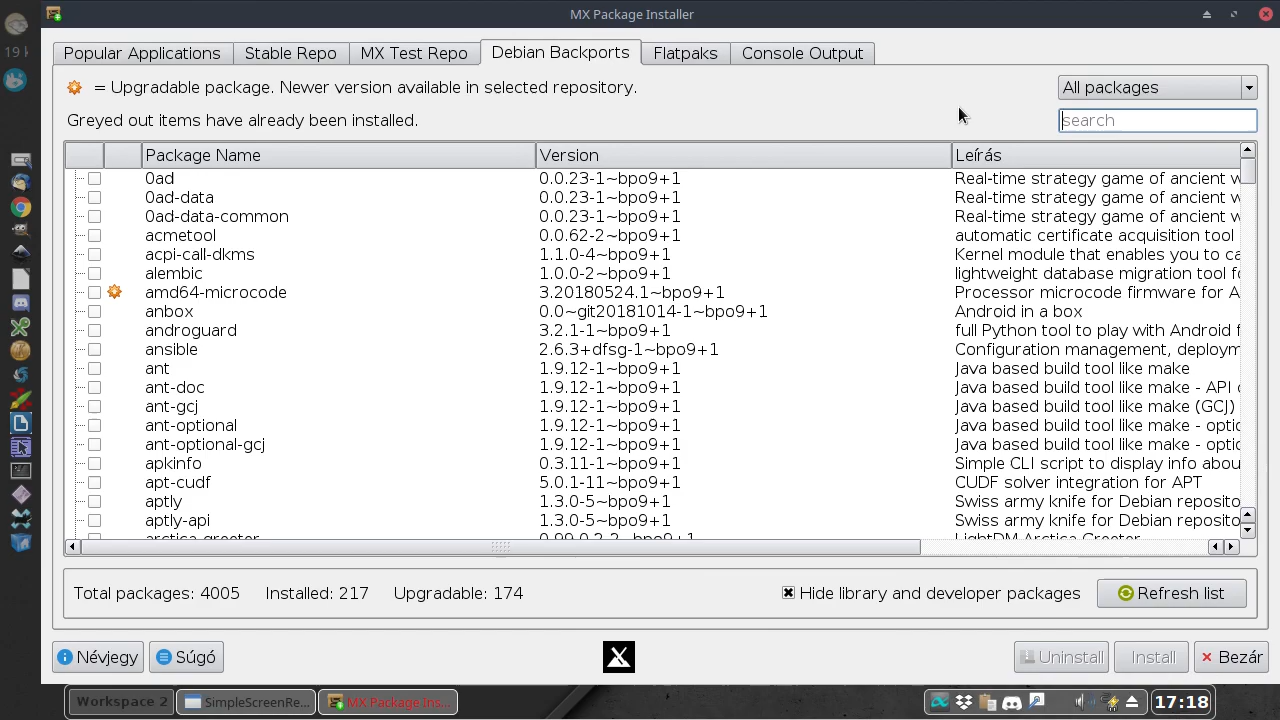 MX Package Installer
Popular Applications Stable Repo MX Test Repo Debian Backports Flatpaks Console Output
= Upgradable package. Newer version available in selected repository.
All packages
Greyed out items have already been installed.
search
Package Name Version Leírás
0ad 0.0.23-1~bpo9+1 Real-time strategy game of ancient w
0ad-data 0.0.23-1~bpo9+1 Real-time strategy game of ancient w
0ad-data-common 0.0.23-1~bpo9+1 Real-time strategy game of ancient w
acmetool 0.0.62-2~bpo9+1 automatic certificate acquisition tool
acpi-call-dkms 1.1.0-4~bpo9+1 Kernel module that enables you to ca
alembic 1.0.0-2~bpo9+1 lightweight database migration tool fo
amd64-microcode 3.20180524.1~bpo9+1 Processor microcode firmware for A
anbox 0.0~git20181014-1~bpo9+1 Android in a box
androguard 3.2.1-1~bpo9+1 full Python tool to play with Android f
ansible 2.6.3+dfsg-1~bpo9+1 Configuration management, deploym
ant 1.9.12-1~bpo9+1 Java based build tool like make
ant-doc 1.9.12-1~bpo9+1 Java based build tool like make - API
ant-gcj 1.9.12-1~bpo9+1 Java based build tool like make (GCJ)
ant-optional 1.9.12-1~bpo9+1 Java based build tool like make - optio
ant-optional-gcj 1.9.12-1~bpo9+1 Java based build tool like make - optio
apkinfo 0.3.11-1~bpo9+1 Simple CLI script to display info abou
apt-cudf 5.0.1-11~bpo9+1 CUDF solver integration for APT
aptly 1.3.0-5~bpo9+1 Swiss army knife for Debian reposito
aptly-api 1.3.0-5~bpo9+1 Swiss army knife for Debian reposito
arctica-greeter 0.99.0.2-2~bpo9+1 LightDM Arctica Greeter
Total packages: 4005 Installed: 217 Upgradable: 174 Hide library and developer packages Refresh list
Névjegy Súgó Uninstall Install Bezár
Workspace 2 SimpleScreenRe... MX Package Ins... 17:18